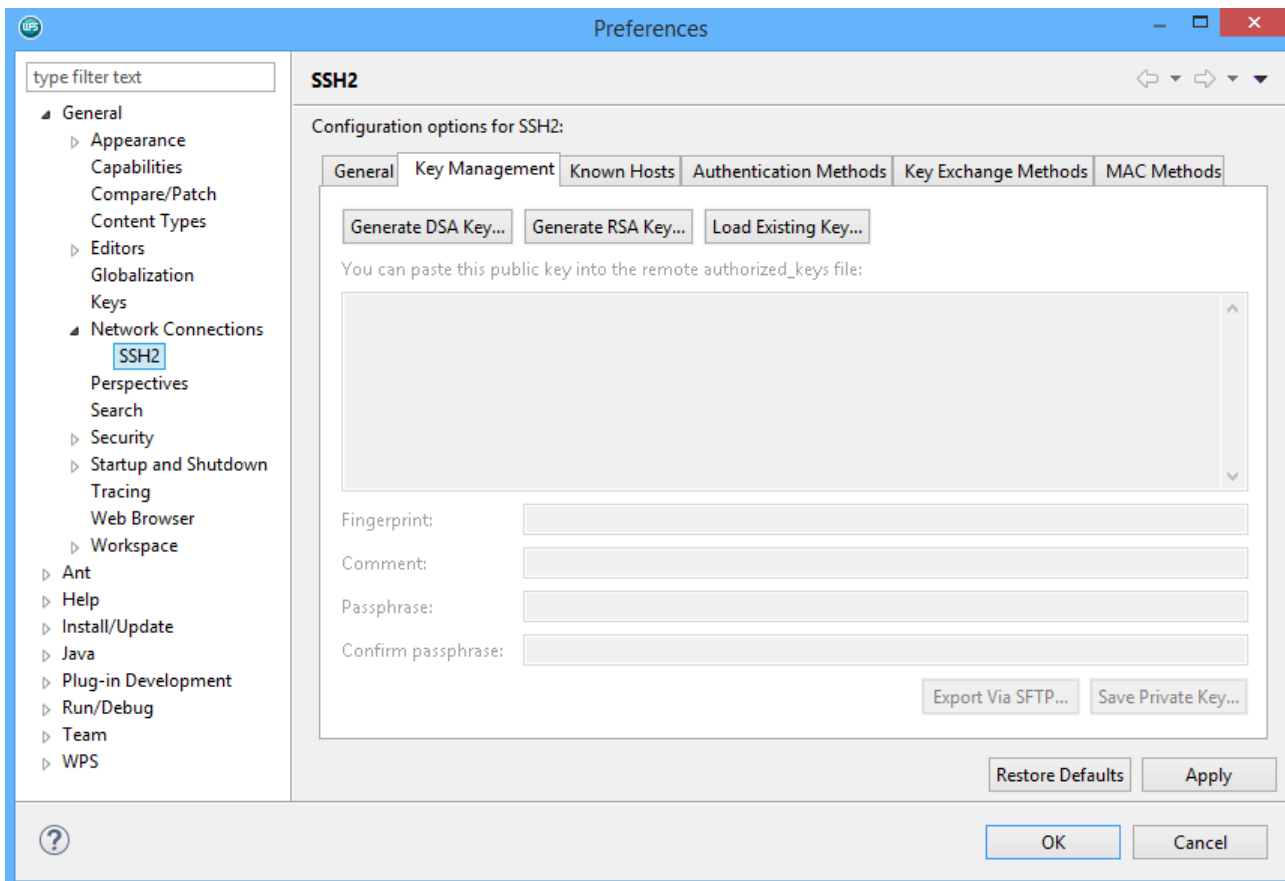 WPS
Preferences
type filter text
General
Appearance
Capabilities
Compare/Patch
Content Types
Editors
Globalization
Keys
Network Connections
SSH2
Perspectives
Search
Security
Startup and Shutdown
Tracing
Web Browser
Workspace
Ant
Help
Install/Update
Java
Plug-in Development
Run/Debug
Team
WPS
SSH2
Configuration options for SSH2:
General Key Management Known Hosts Authentication Methods Key Exchange Methods MAC Methods
Generate DSA Key... Generate RSA Key... Load Existing Key...
You can paste this public key into the remote authorized_keys file:
Fingerprint:
Comment:
Passphrase:
Confirm passphrase:
Export Via SFTP... Save Private Key...
Restore Defaults Apply
? OK Cancel